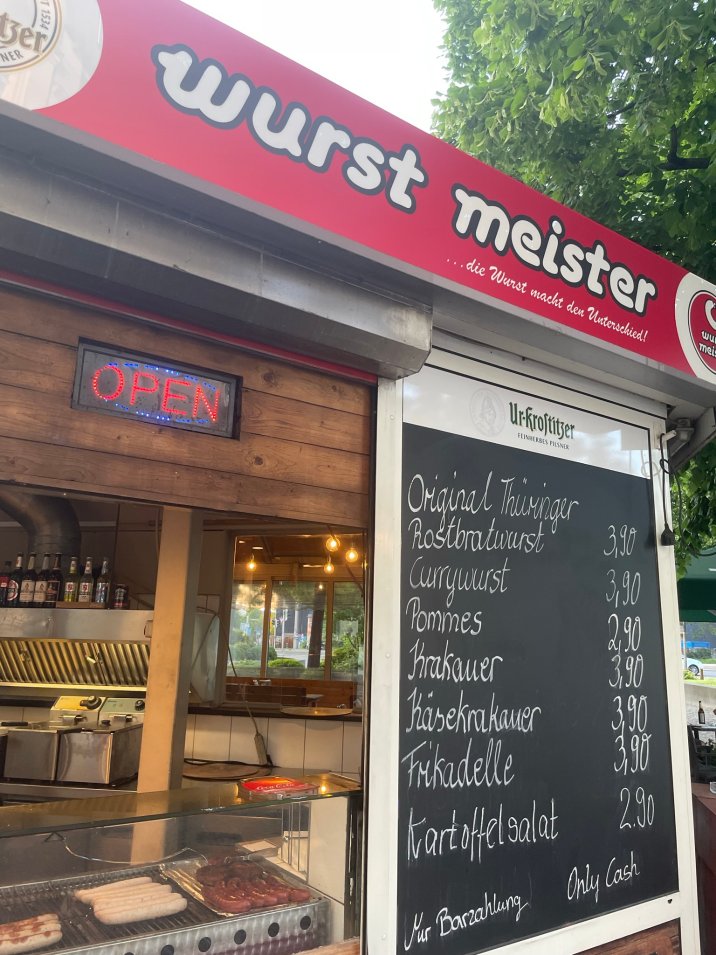 1534
wurst meister
...die Wurst macht den Unterschied!
OPEN
Ur-Krostitzer
FEINHERBES PILSNER
Original Thüringer
Rostbratwurst 3,90
Currywurst 3,90
Pommes 2,90
Krakauer 3,90
Käsekrakauer 3,90
Frikadelle 3,90
Kartoffelsalat 2,90
Nur Barzahlung Only Cash